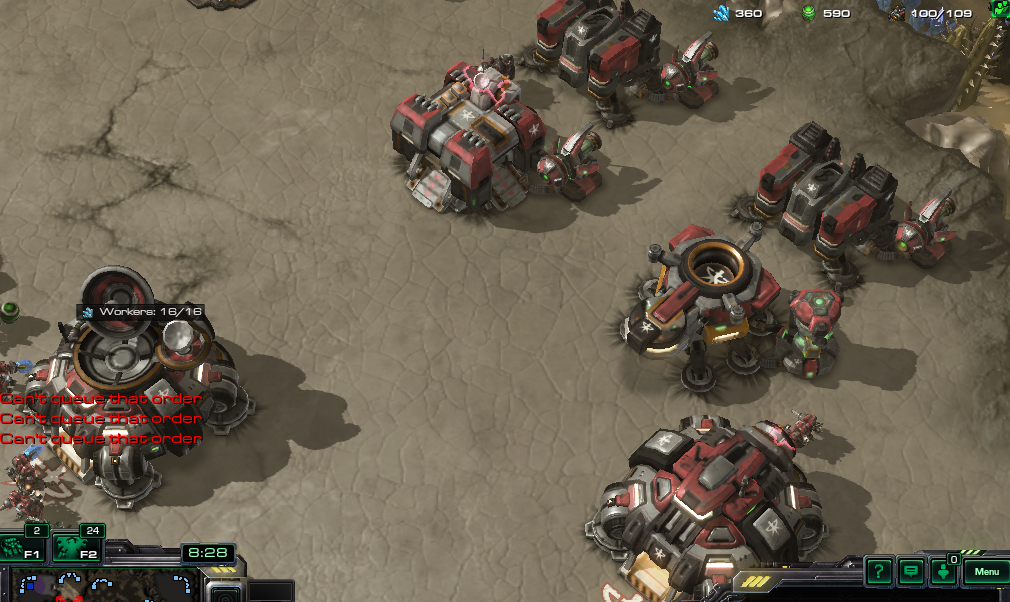 360 590 100/109
Workers: 16/16
Can't queue that order
Can't queue that order
Can't queue that order
2 24
F1 F2
8:28
0
? Menu